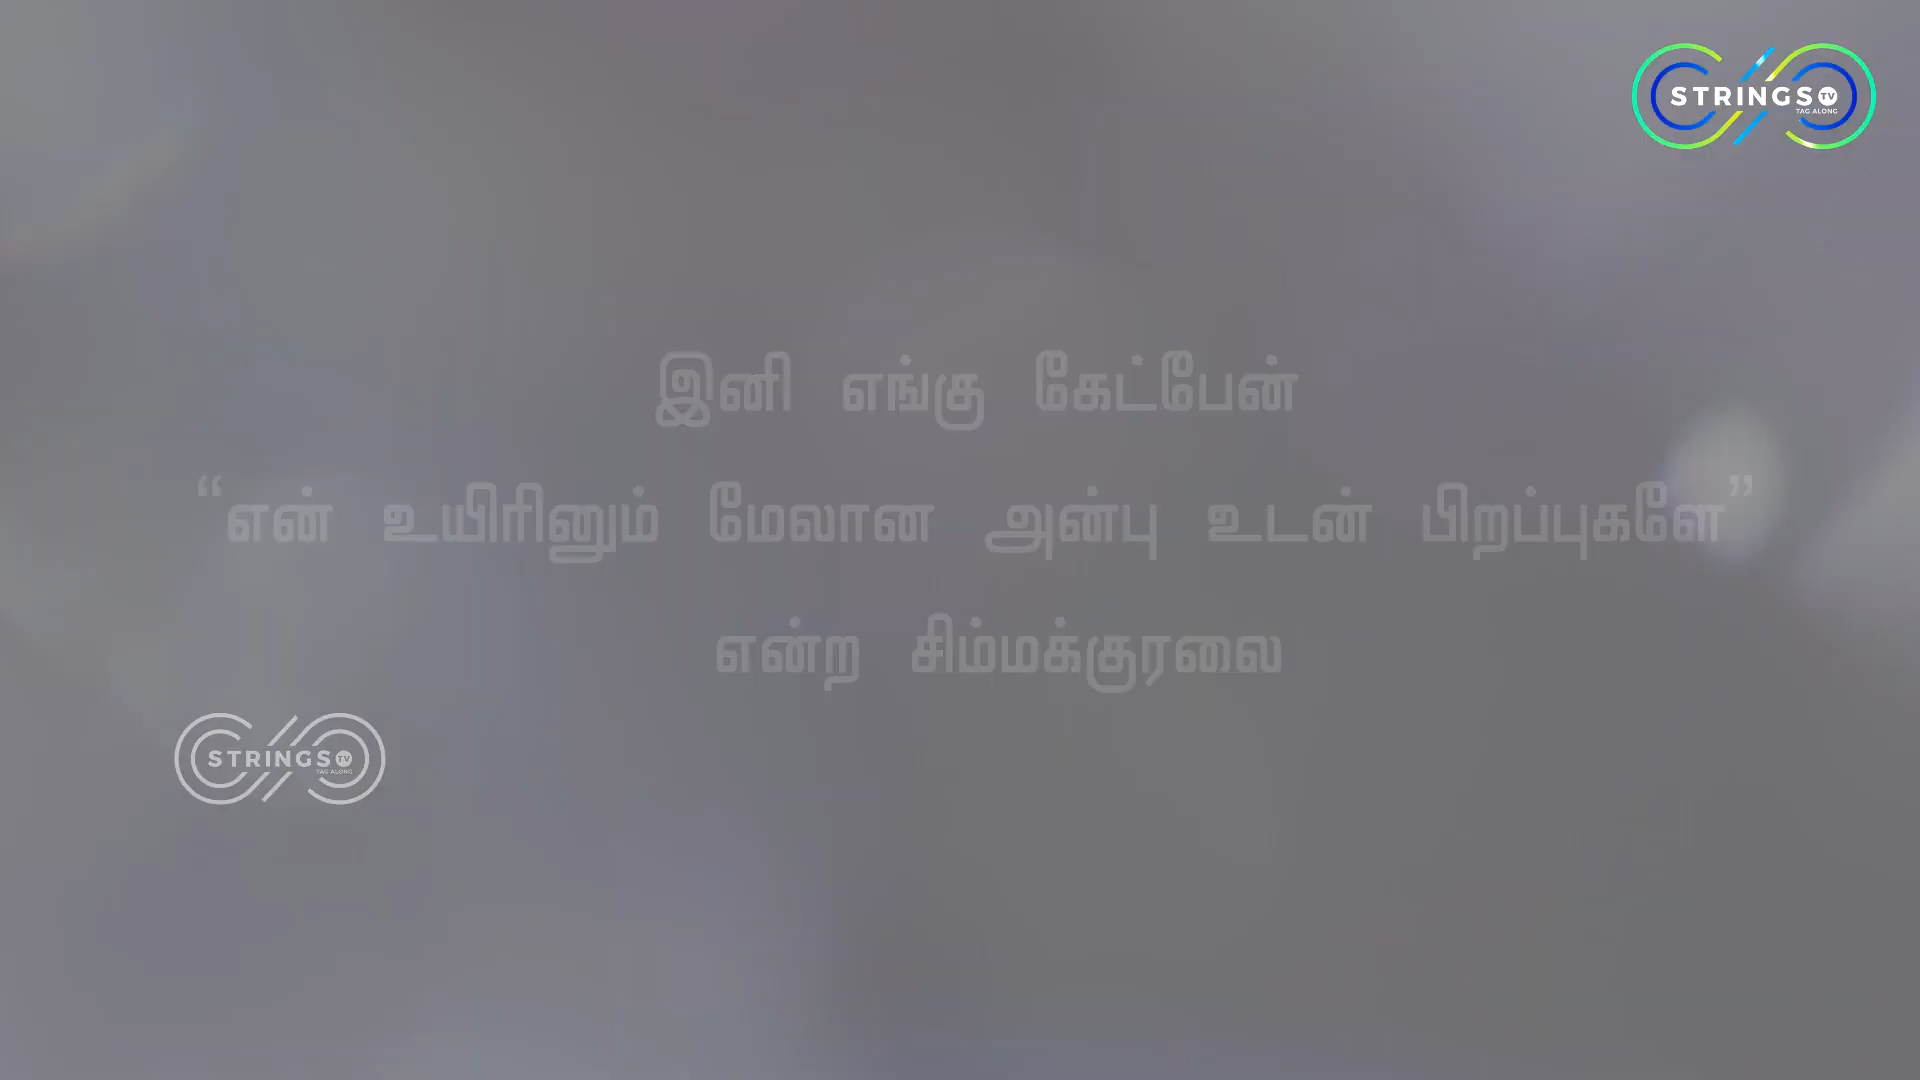 STRINGS TV
TAG ALONG
இனி எங்கு கேட்பேன்
“என் உயிரினும் மேலான அன்பு உடன் பிறப்புகளே”
என்ற சிம்மக்குரலை
STRINGS TV
TAG ALONG